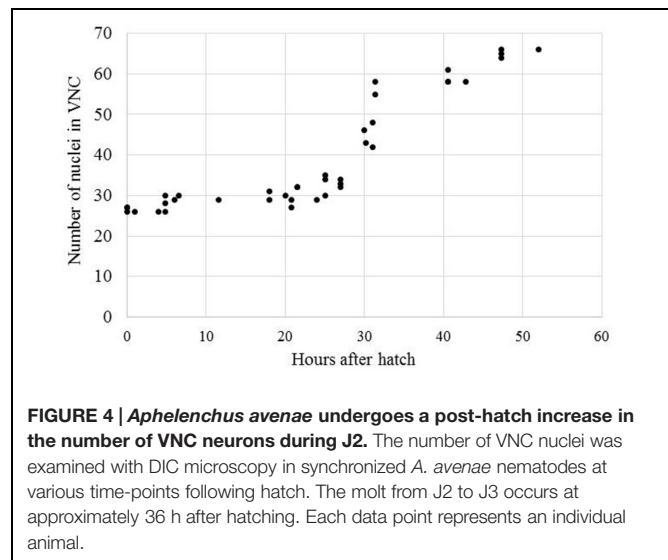 70
60
50
40
30
20
10
0
Number of nuclei in VNC
0 10 20 30 40 50 60
Hours after hatch
FIGURE 4 | Aphelenchus avenae undergoes a post-hatch increase in
the number of VNC neurons during J2. The number of VNC nuclei was
examined with DIC microscopy in synchronized A. avenae nematodes at
various time-points following hatch. The molt from J2 to J3 occurs at
approximately 36 h after hatching. Each data point represents an individual
animal.